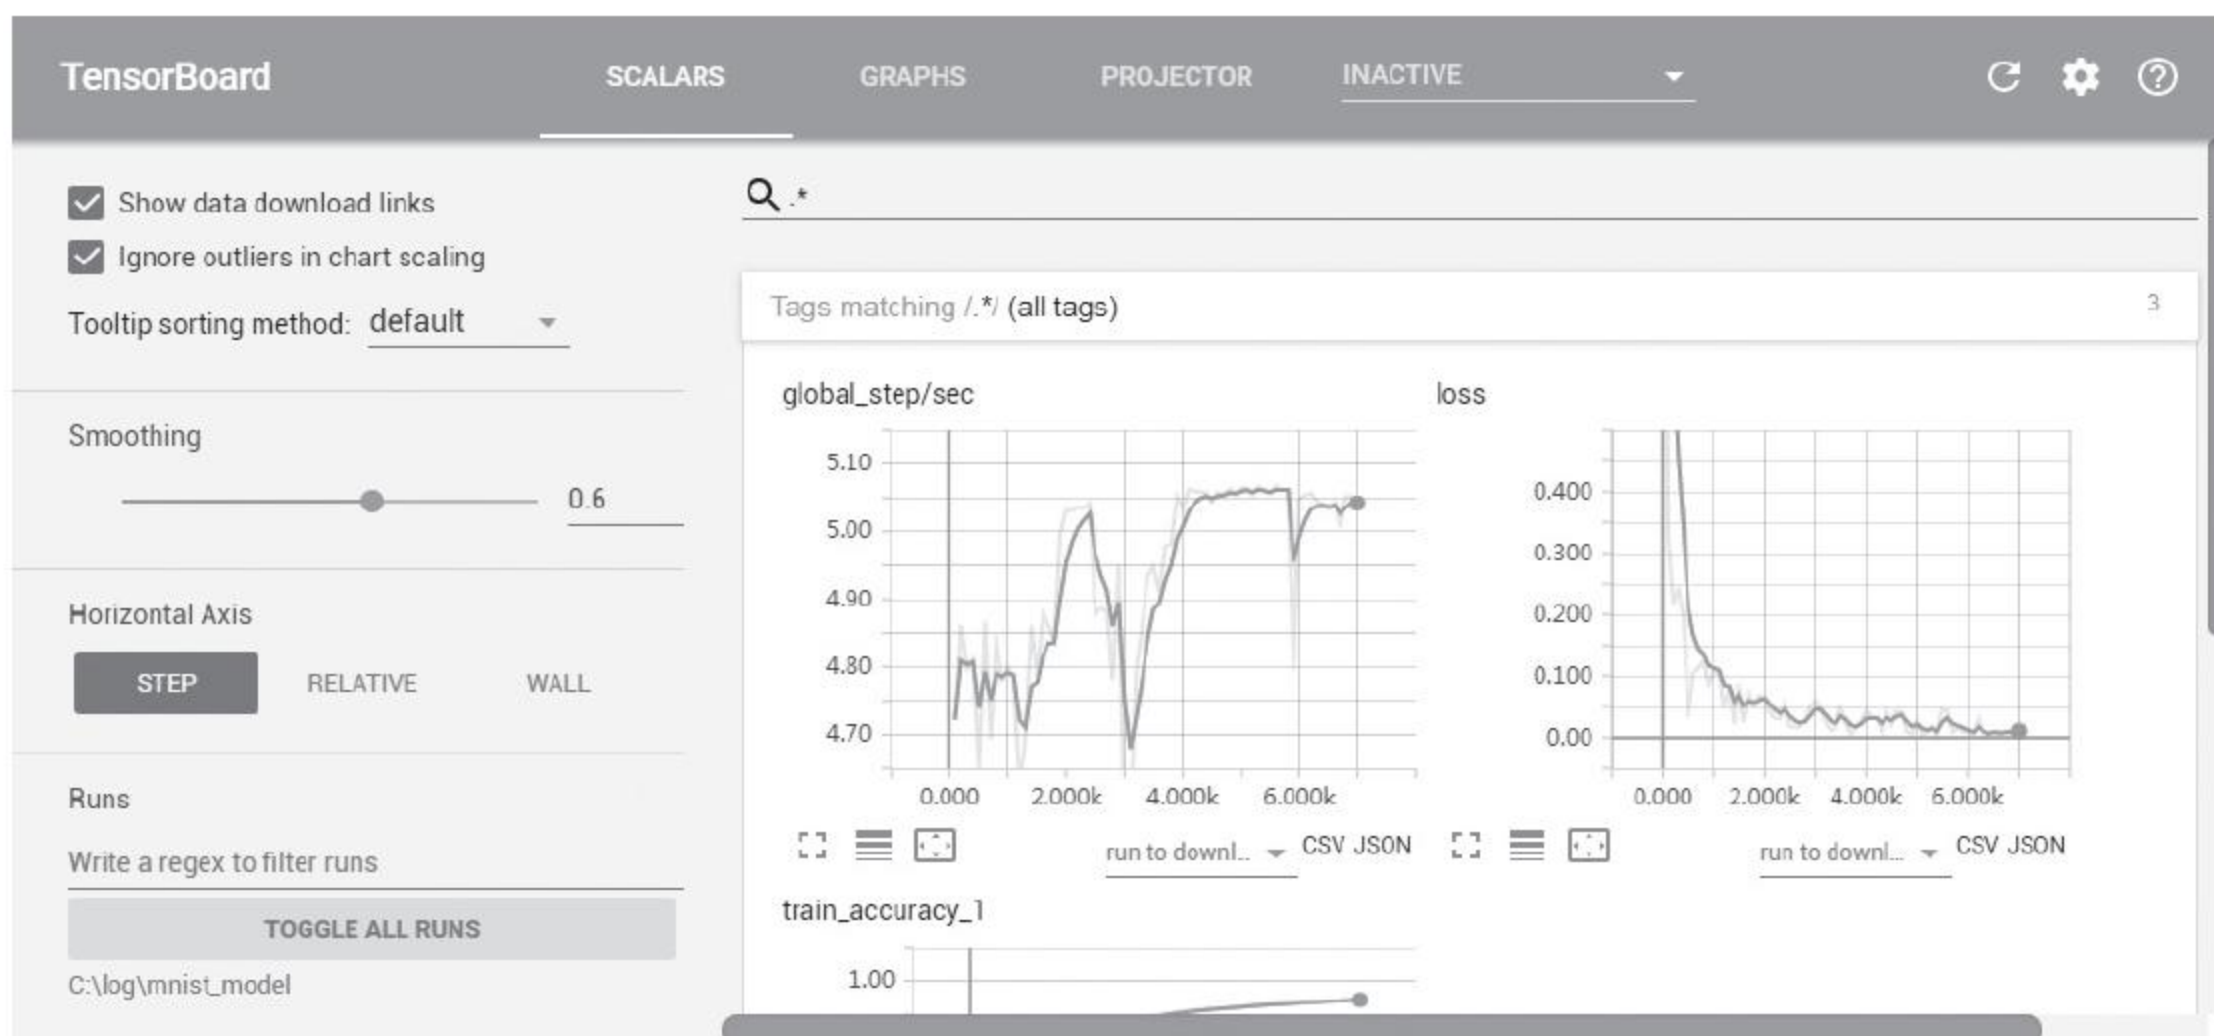 TensorBoard SCALARS GRAPHS PROJECTOR INACTIVE
Show data download links
Ignore outliers in chart scaling
Tooltip sorting method: default
Smoothing
0.6
Horizontal Axis
STEP RELATIVE WALL
Runs
Write a regex to filter runs
TOGGLE ALL RUNS
C:\log\mnist_model
.*
Tags matching /.*/ (all tags) 3
global_step/sec
5.10
5.00
4.90
4.80
4.70
0.000 2.000k 4.000k 6.000k
run to downl.. CSV JSON
loss
0.400
0.300
0.200
0.100
0.00
0.000 2.000k 4.000k 6.000k
run to downl... CSV JSON
train_accuracy_1
1.00